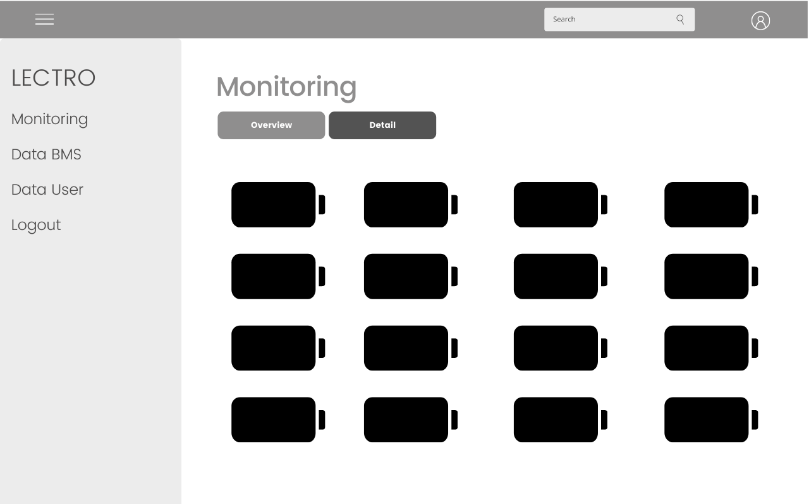 Search
LECTRO
Monitoring
Data BMS
Data User
Logout
Monitoring
Overview
Detail